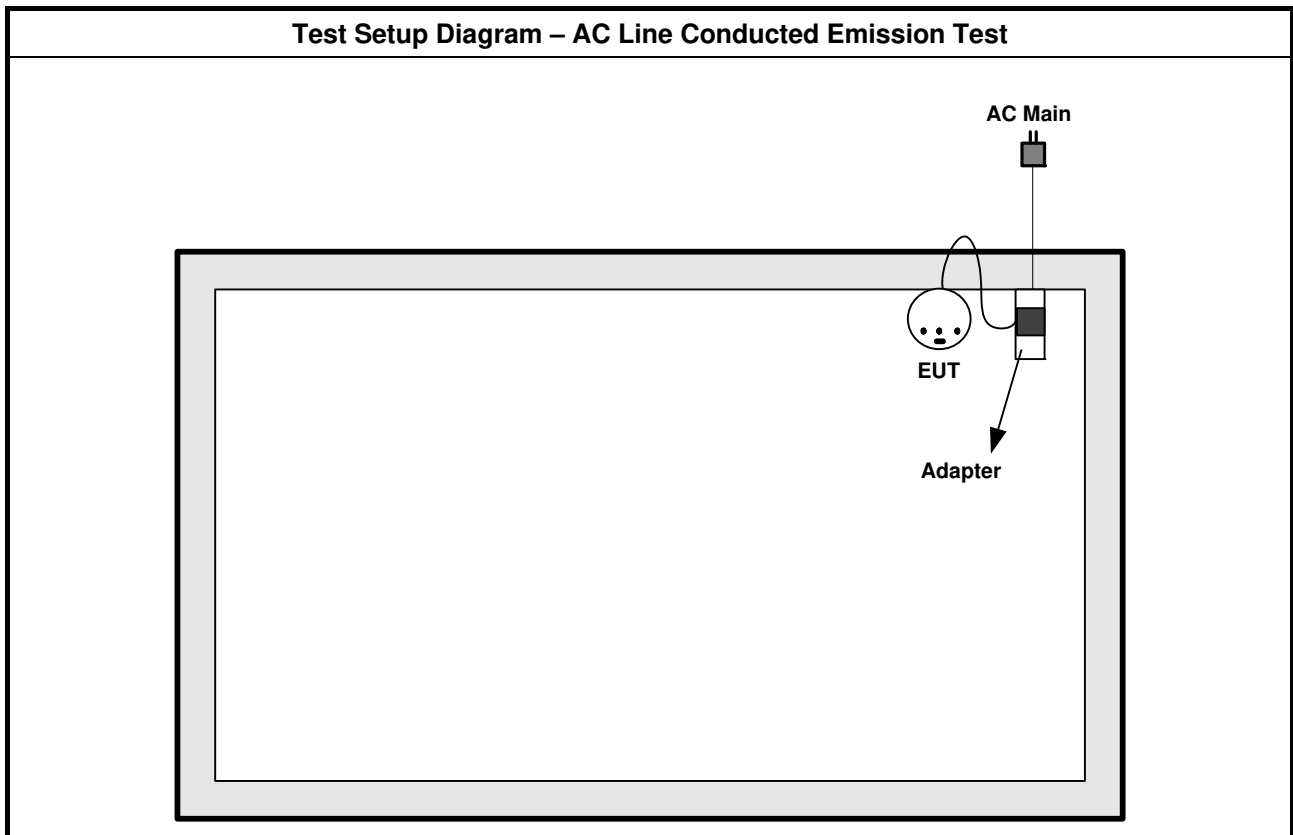 Test Setup Diagram – AC Line Conducted Emission Test
AC Main
EUT
Adapter